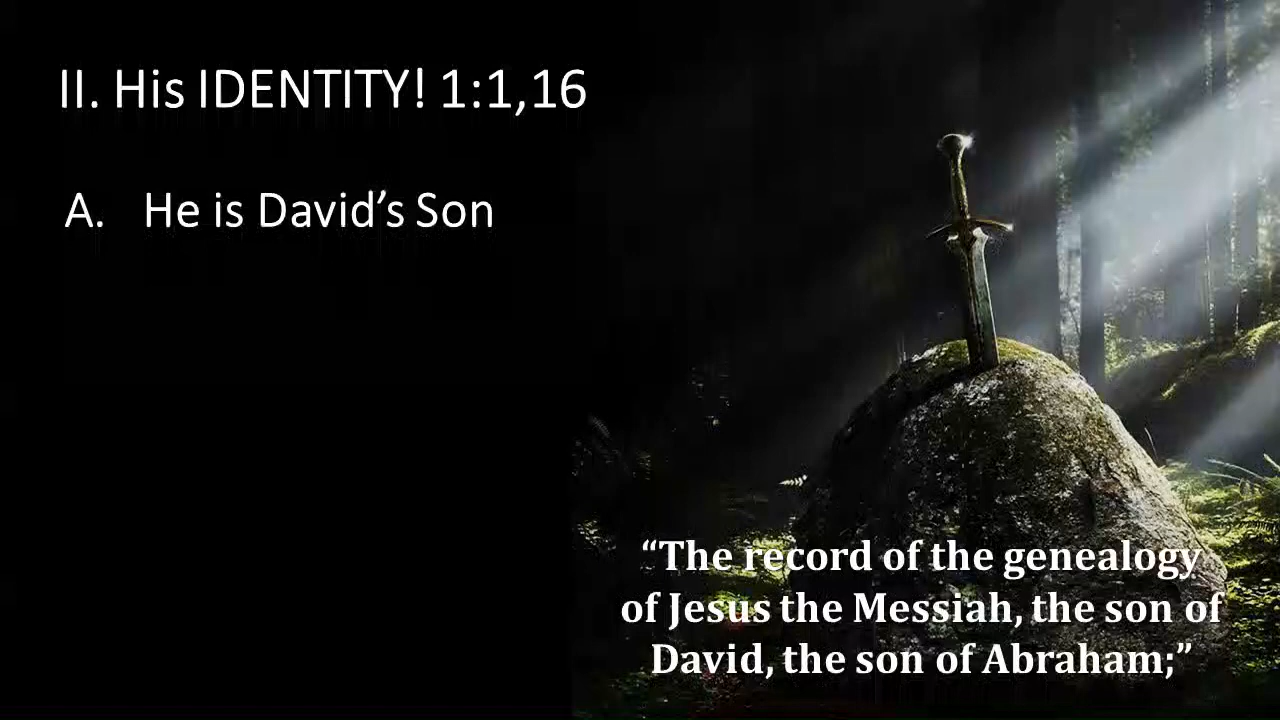 II. His IDENTITY! 1:1,16
A. He is David’s Son
“The record of the genealogy
of Jesus the Messiah, the son of
David, the son of Abraham;”